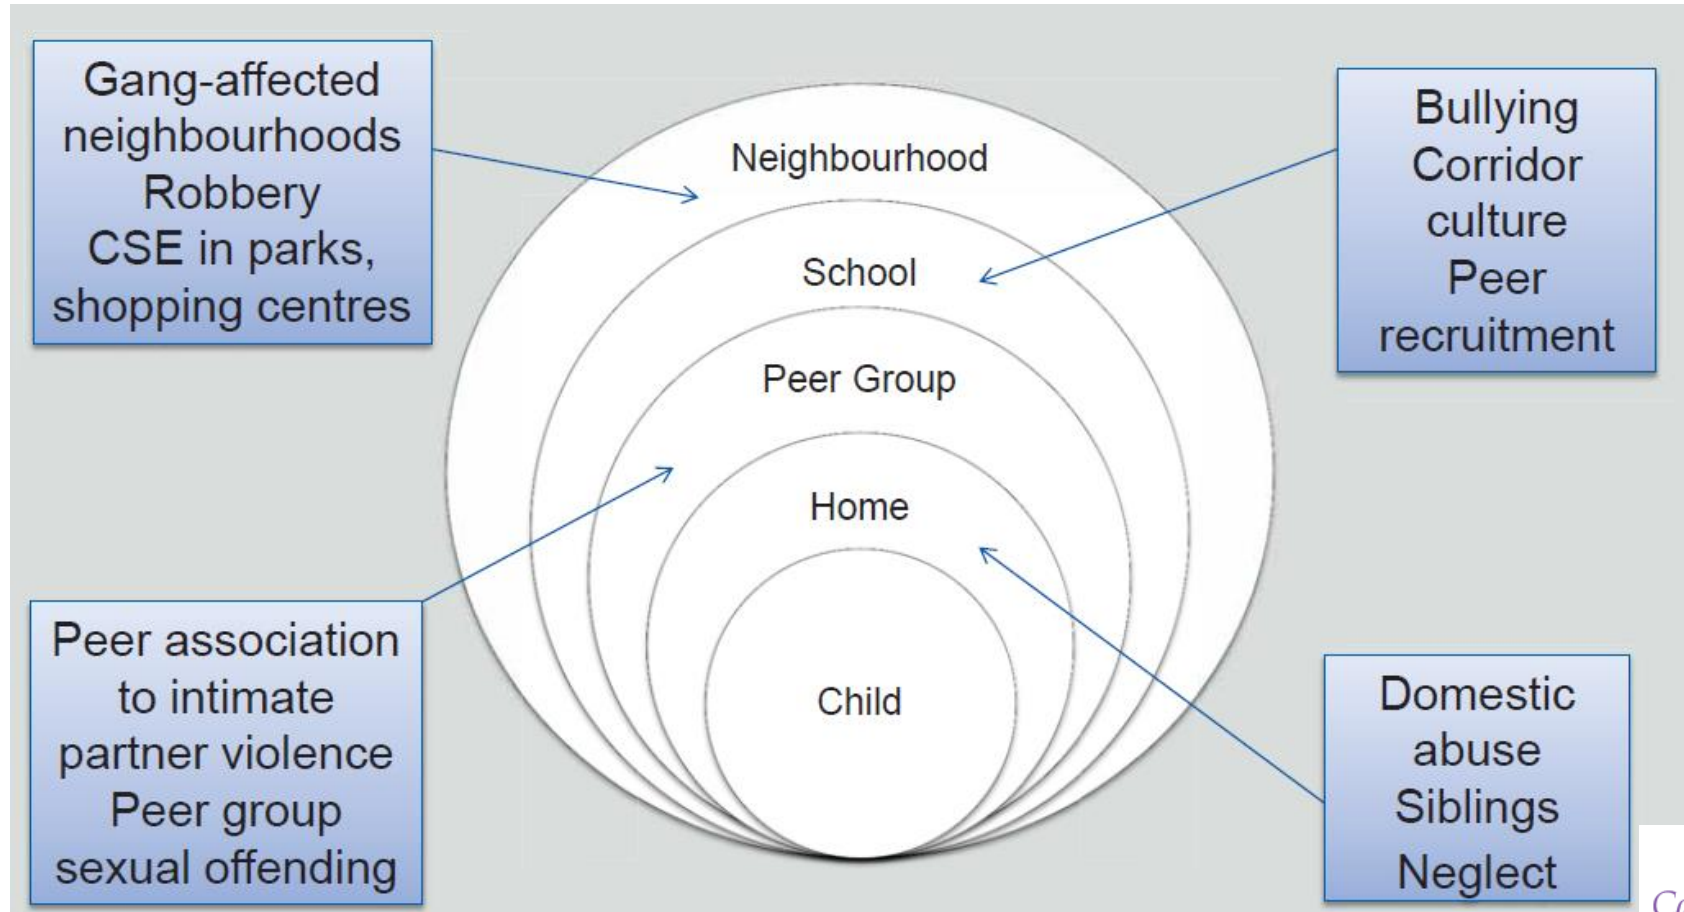 Gang-affected
neighbourhoods
Robbery
CSE in parks,
shopping centres
Neighbourhood
School
Peer Group
Home
Child
Bullying
Corridor
culture
Peer
recruitment
Peer association
to intimate
partner violence
Peer group
sexual offending
Domestic
abuse
Siblings
Neglect